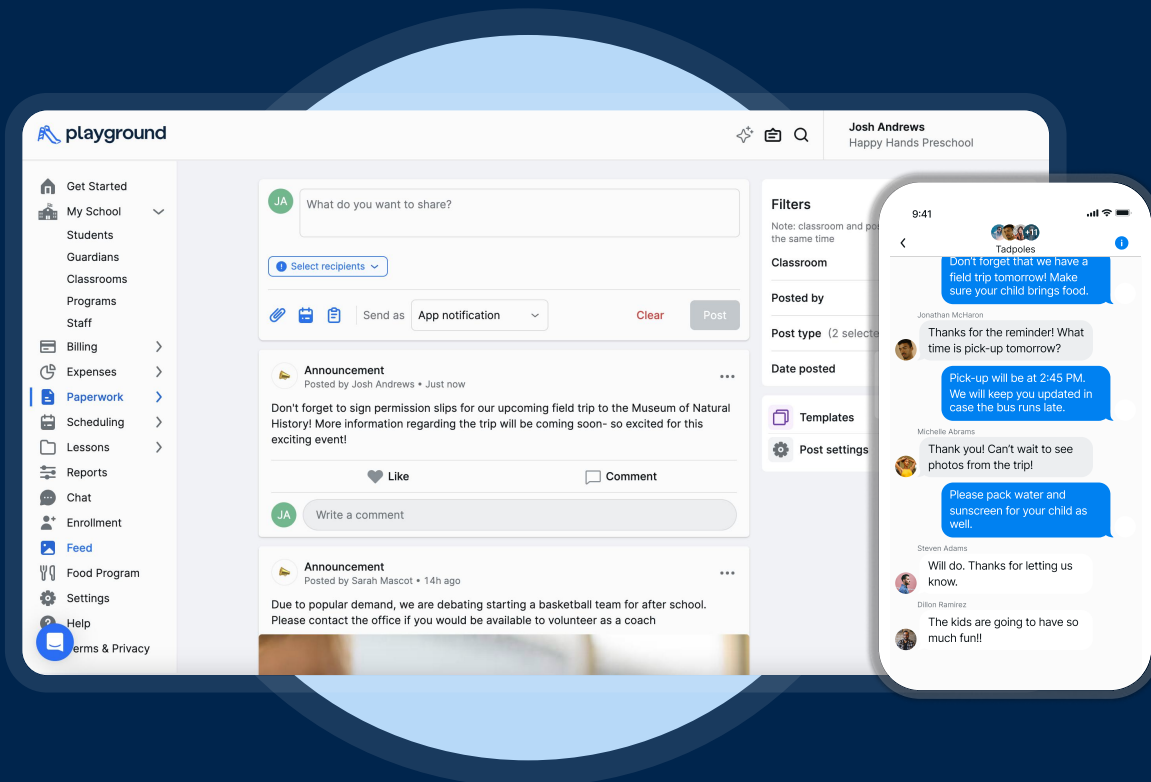 playground
Josh Andrews
Happy Hands Preschool
Get Started
My School
Students
Guardians
Classrooms
Programs
Staff
Billing
Expenses
Paperwork
Scheduling
Lessons
Reports
Chat
Enrollment
Feed
Food Program
Settings
Help
erms & Privacy
JA
What do you want to share?
Select recipients
Send as
App notification
Clear
Post
Announcement
Posted by Josh Andrews • Just now
Don't forget to sign permission slips for our upcoming field trip to the Museum of Natural
History! More information regarding the trip will be coming soon- so excited for this
exciting event!
Like
Comment
JA
Write a comment
Announcement
Posted by Sarah Mascot • 14h ago
Due to popular demand, we are debating starting a basketball team for after school.
Please contact the office if you would be available to volunteer as a coach
Filters
Note: classroom and po
the same time
Classroom
Posted by
Post type (2 selecte
Date posted
Templates
Post settings
9:41
+11
Tadpoles
Don't forget that we have a
field trip tomorrow! Make
sure your child brings food.
Jonathan McHaron
Thanks for the reminder! What
time is pick-up tomorrow?
Pick-up will be at 2:45 PM.
We will keep you updated in
case the bus runs late.
Michelle Abrams
Thank you! Can't wait to see
photos from the trip!
Please pack water and
sunscreen for your child as
well.
Steven Adams
Will do. Thanks for letting us
know.
Dillon Ramirez
The kids are going to have so
much fun!!